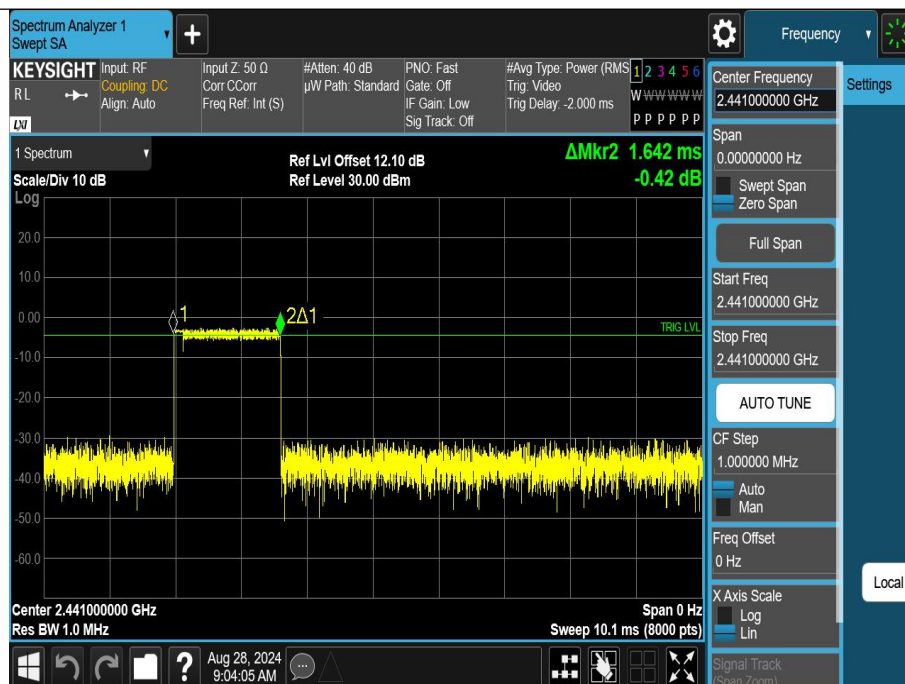 Spectrum Analyzer 1
Swept SA
Frequency
KEYSIGHT
RL
LXI
Input: RF
Coupling: DC
Align: Auto
Input Z: 50 Ω
Corr CCorr
Freq Ref: Int (S)
#Atten: 40 dB
µW Path: Standard
PNO: Fast
Gate: Off
IF Gain: Low
Sig Track: Off
#Avg Type: Power (RMS
Trig: Video
Trig Delay: -2.000 ms
1 2 3 4 5 6
W W W W W W
P P P P P P
1 Spectrum
Scale/Div 10 dB
Log
Ref Lvl Offset 12.10 dB
Ref Level 30.00 dBm
ΔMkr2 1.642 ms
-0.42 dB
20.0
10.0
0.00
-10.0
-20.0
-30.0
-40.0
-50.0
-60.0
1
2Δ1
TRIG LVL
Center 2.441000000 GHz
Res BW 1.0 MHz
Span 0 Hz
Sweep 10.1 ms (8000 pts)
Aug 28, 2024
9:04:05 AM
Center Frequency
2.441000000 GHz
Span
0.00000000 Hz
Swept Span
Zero Span
Full Span
Start Freq
2.441000000 GHz
Stop Freq
2.441000000 GHz
AUTO TUNE
CF Step
1.000000 MHz
Auto
Man
Freq Offset
0 Hz
X Axis Scale
Log
Lin
Signal Track
(Span Zoom)
Settings
Local